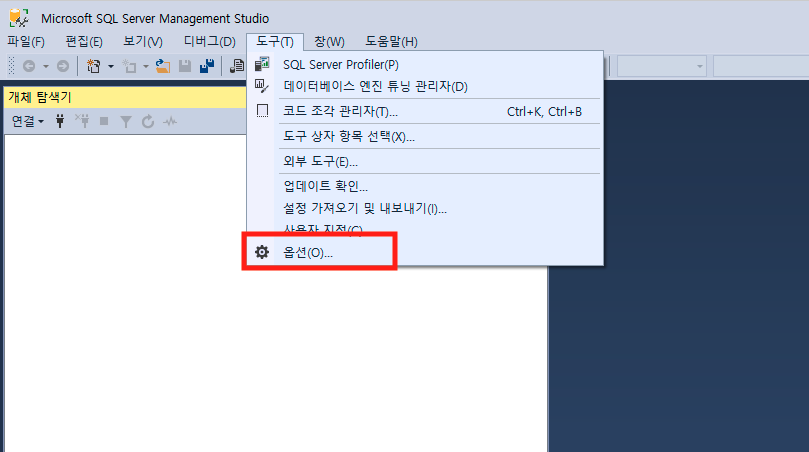 Microsoft SQL Server Management Studio
파일(F) 편집(E) 보기(V) 디버그(D) 도구(T) 창(W) 도움말(H)
SQL Server Profiler(P)
데이터베이스 엔진 튜닝 관리자(D)
개체 탐색기
코드 조각 관리자(T)... Ctrl+K, Ctrl+B
연결
도구 상자 항목 선택(X)...
외부 도구(E)...
업데이트 확인...
설정 가져오기 및 내보내기(I)...
사용자 지정(C)...
옵션(O)...